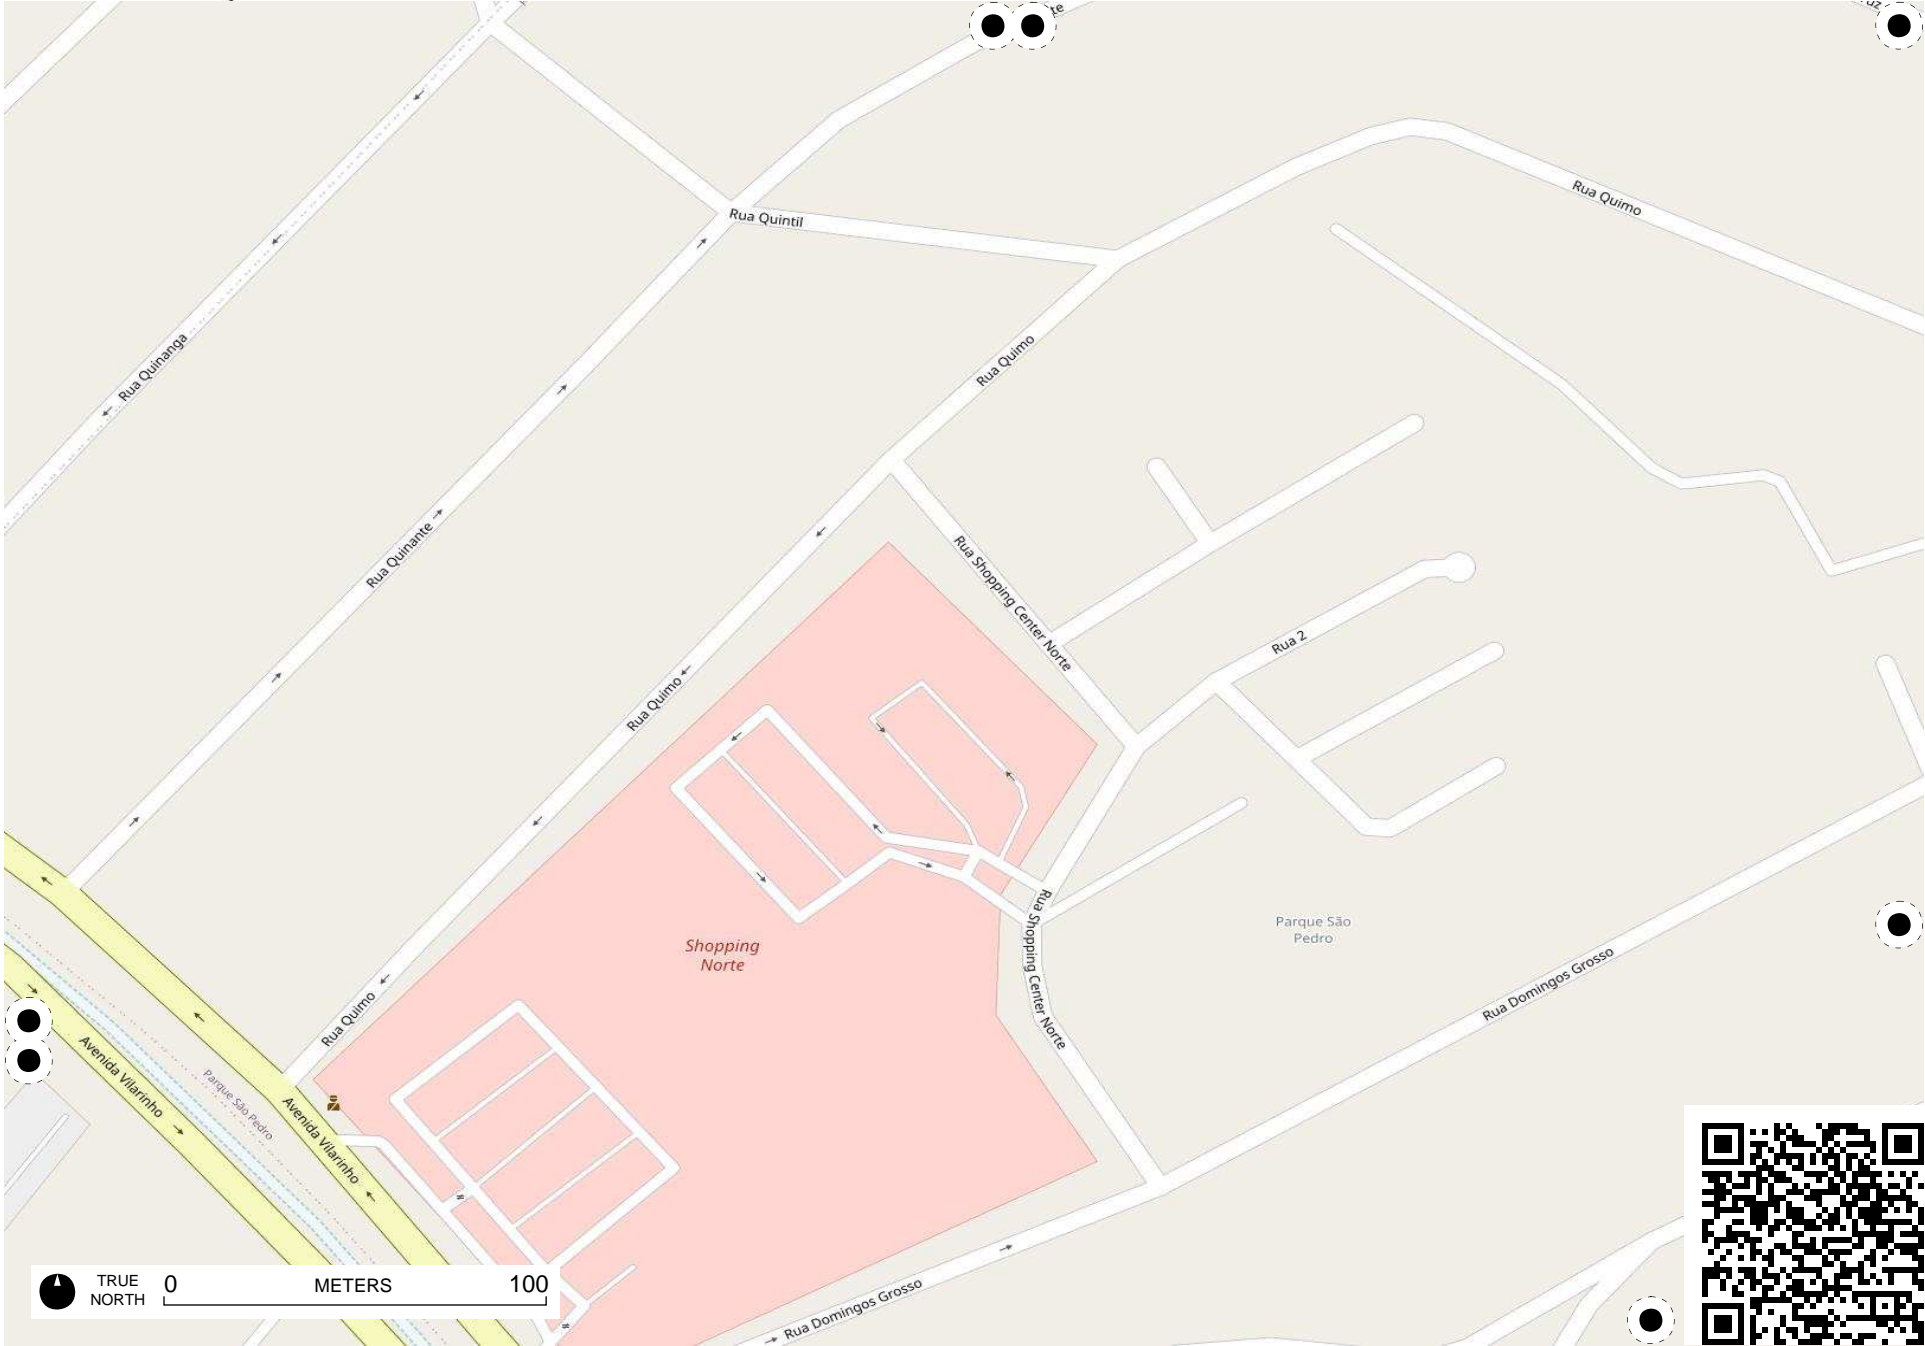 te
Rua Quimo
Rua Quintil
Rua Quinanga
Rua Quimo
Rua Quinante
Rua Shopping Center Norte
Rua 2
Rua Quimo
Rua Shopping Center Norte
Parque São
Pedro
Shopping
Norte
Rua Domingos Grosso
Rua Quimo
Avenida Vilarinho
Parque São Pedro
Avenida Vilarinho
TRUE
NORTH
0 METERS 100
Rua Domingos Grosso